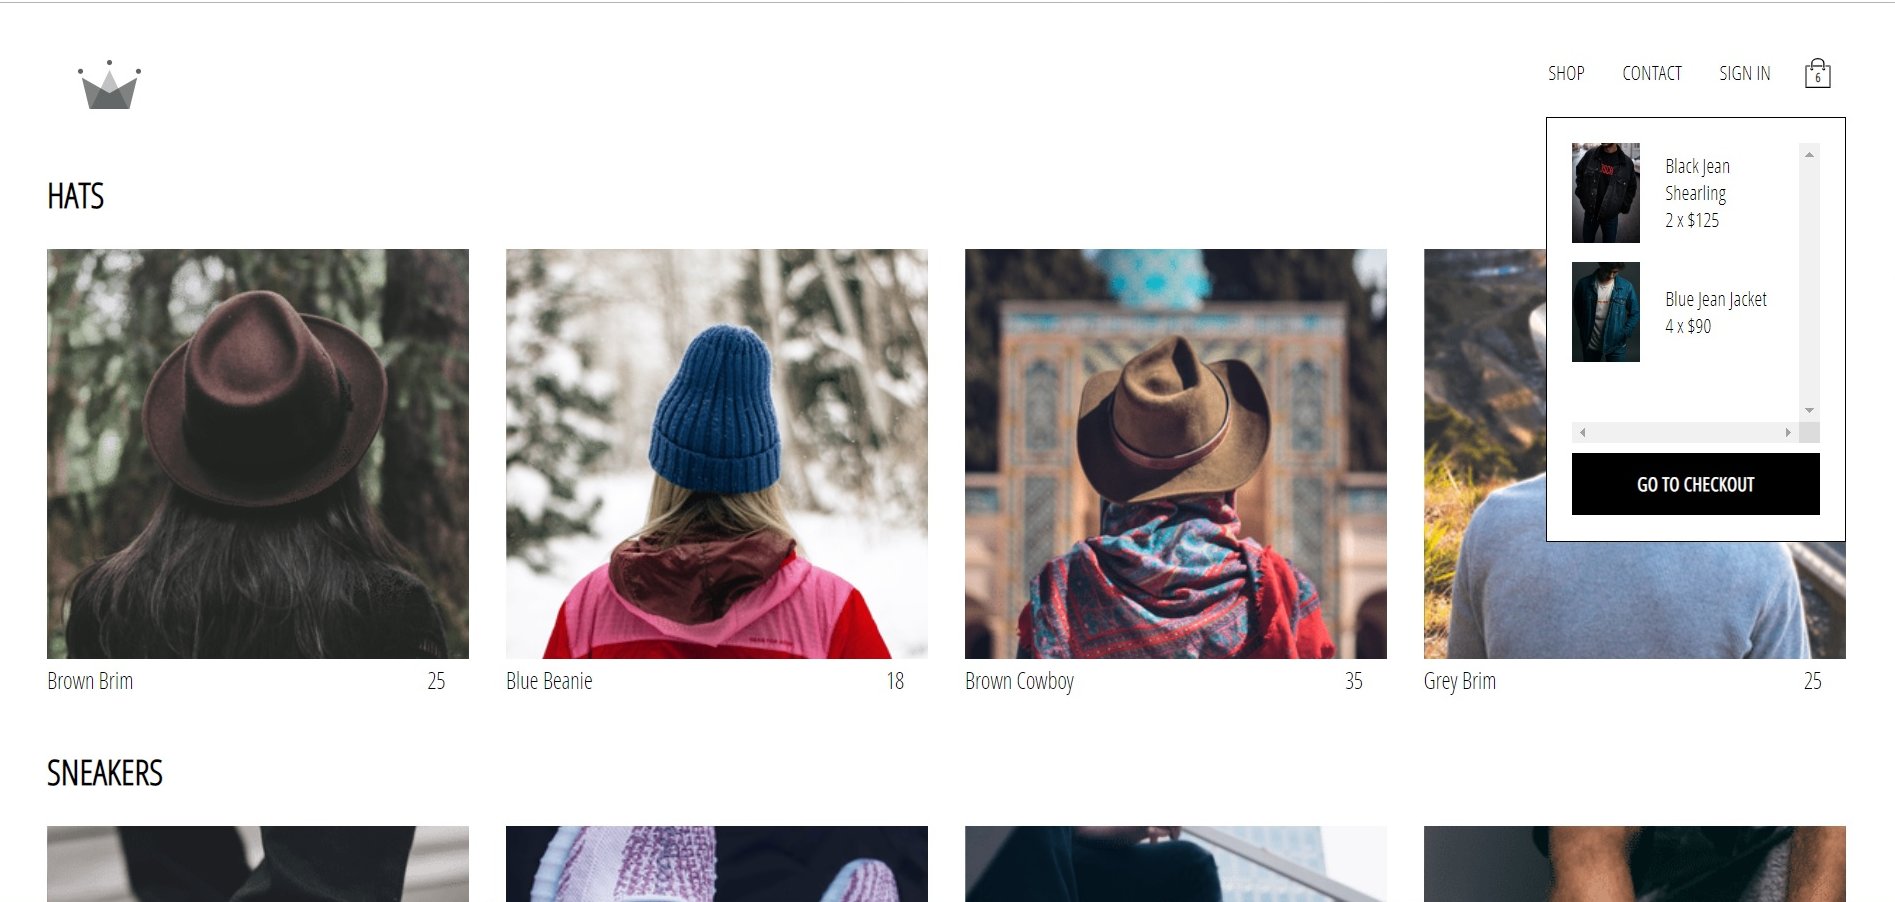 SHOP CONTACT SIGN IN 6
Black Jean
Shearling
2 x $125
Blue Jean Jacket
4 x $90
GO TO CHECKOUT
HATS
Brown Brim 25
Blue Beanie 18
Brown Cowboy 35
Grey Brim 25
SNEAKERS